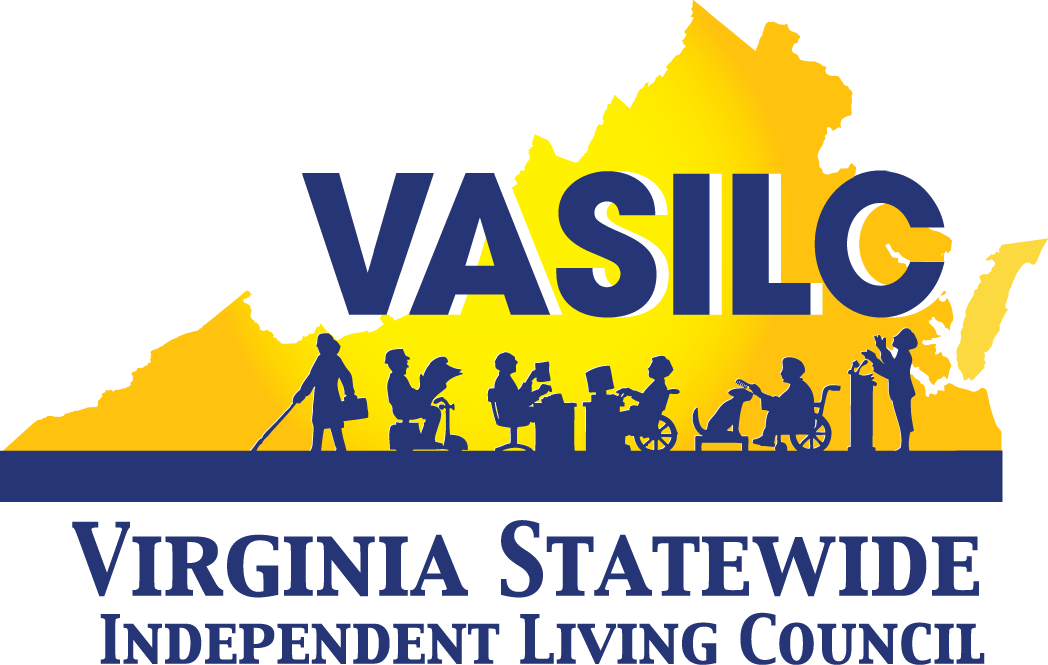 VASILC
VIRGINIA STATEWIDE
INDEPENDENT LIVING COUNCIL